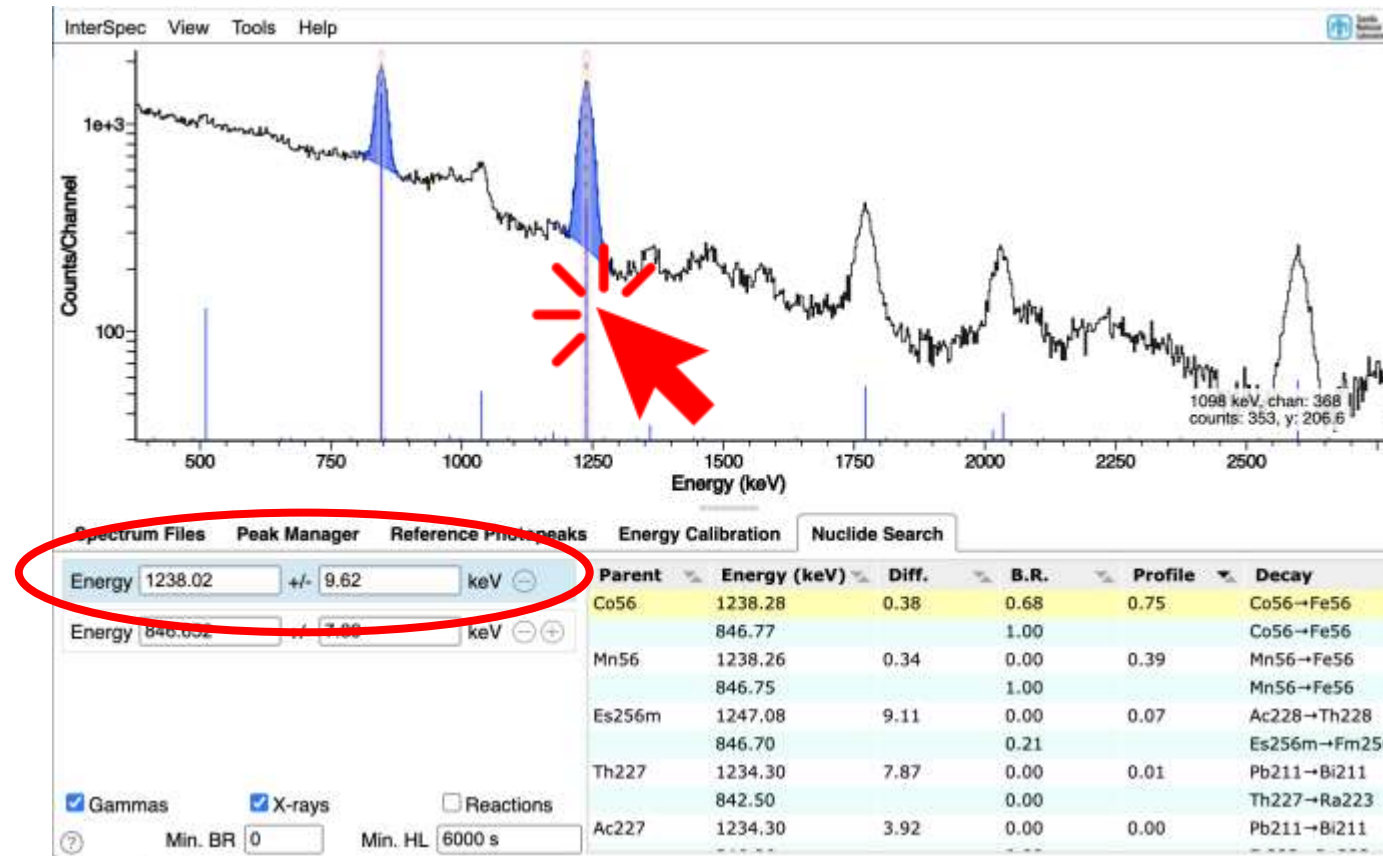 InterSpec View Tools Help
Sandia National Laboratories
Counts/Channel
1e+3
100
1098 keV, chan: 368
counts: 353, y: 206.6
500 750 1000 1250 1500 1750 2000 2250 2500
Energy (keV)
Spectrum Files Peak Manager Reference Photopeaks Energy Calibration Nuclide Search
Energy 1238.02 +/- 9.62 keV
Energy +/- keV
Parent Energy (keV) Diff. B.R. Profile Decay
Co56 1238.28 0.38 0.68 0.75 Co56→Fe56
846.77 1.00 Co56→Fe56
Mn56 1238.26 0.34 0.00 0.39 Mn56→Fe56
846.75 1.00 Mn56→Fe56
Es256m 1247.08 9.11 0.00 0.07 Ac228→Th228
846.70 0.21 Es256m→Fm25
Th227 1234.30 7.87 0.00 0.01 Pb211→Bi211
842.50 0.00 Th227→Ra223
Ac227 1234.30 3.92 0.00 0.00 Pb211→Bi211
Gammas X-rays Reactions
? Min. BR 0 Min. HL 6000 s